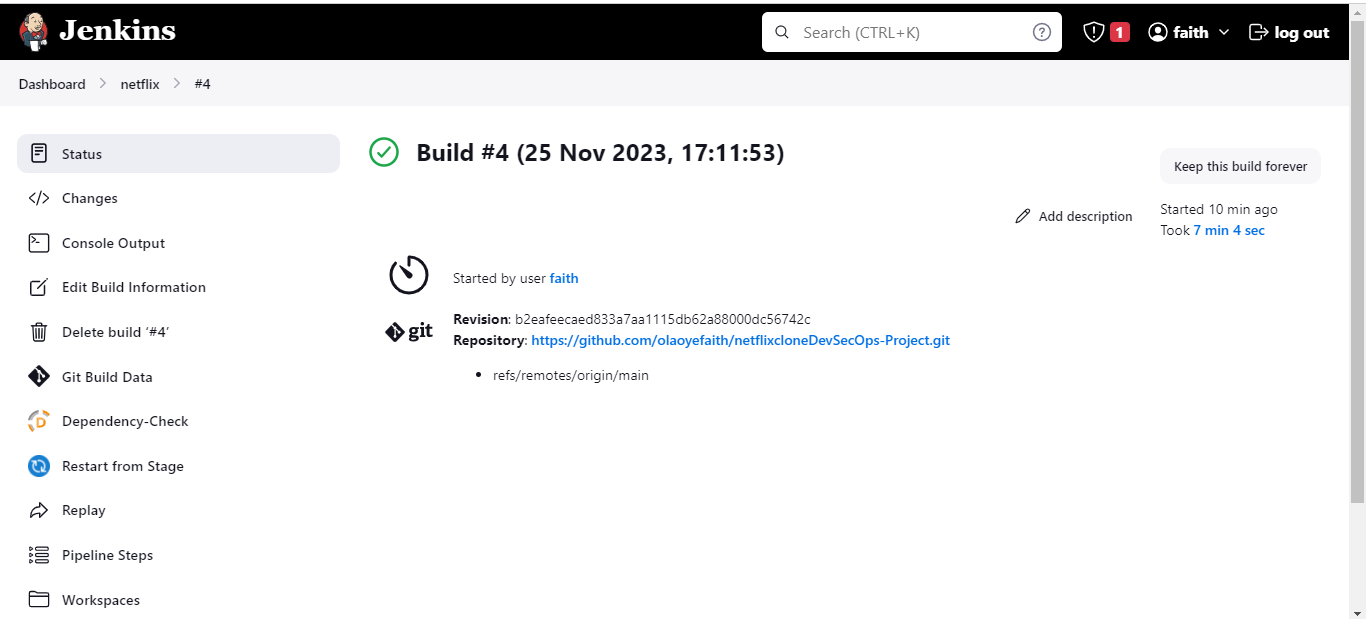 Jenkins
Search (CTRL+K)
?
1
faith
log out
Dashboard
netflix
#4
Status
Changes
Console Output
Edit Build Information
Delete build ‘#4’
Git Build Data
Dependency-Check
Restart from Stage
Replay
Pipeline Steps
Workspaces
Build #4 (25 Nov 2023, 17:11:53)
Keep this build forever
Add description
Started 10 min ago
Took 7 min 4 sec
Started by user faith
git
Revision: b2eafeecaed833a7aa1115db62a88000dc56742c
Repository: https://github.com/olaoyefaith/netflixcloneDevSecOps-Project.git
refs/remotes/origin/main